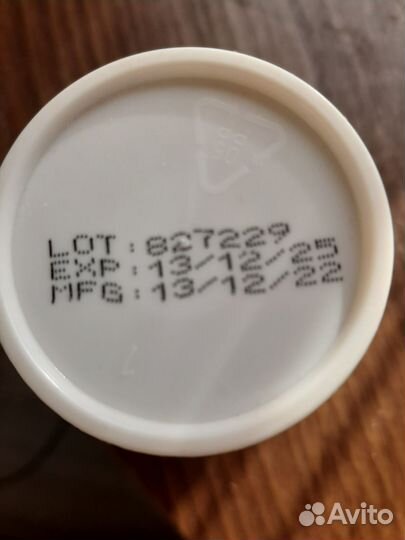 LOT : 827229
EXP : 13/12/25
MFG : 13/12/22
Avito